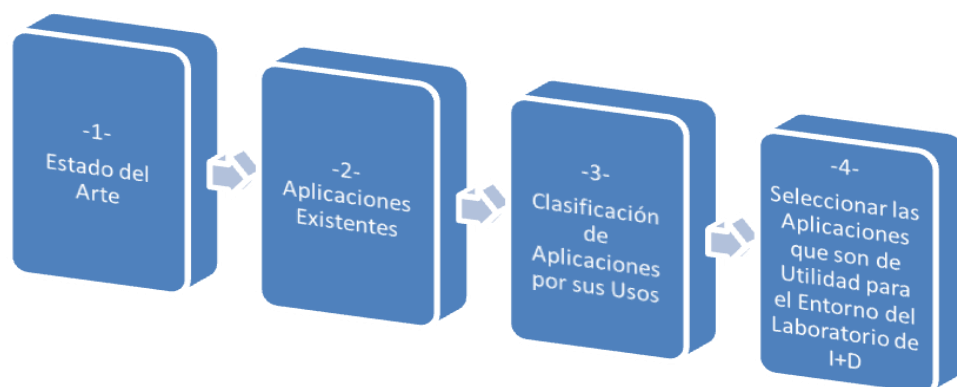 -1-
Estado del
Arte
-2-
Aplicaciones
Existentes
-3-
Clasificación
de
Aplicaciones
por sus Usos
-4-
Seleccionar las
Aplicaciones
que son de
Utilidad para
el Entorno del
Laboratorio de
I+D